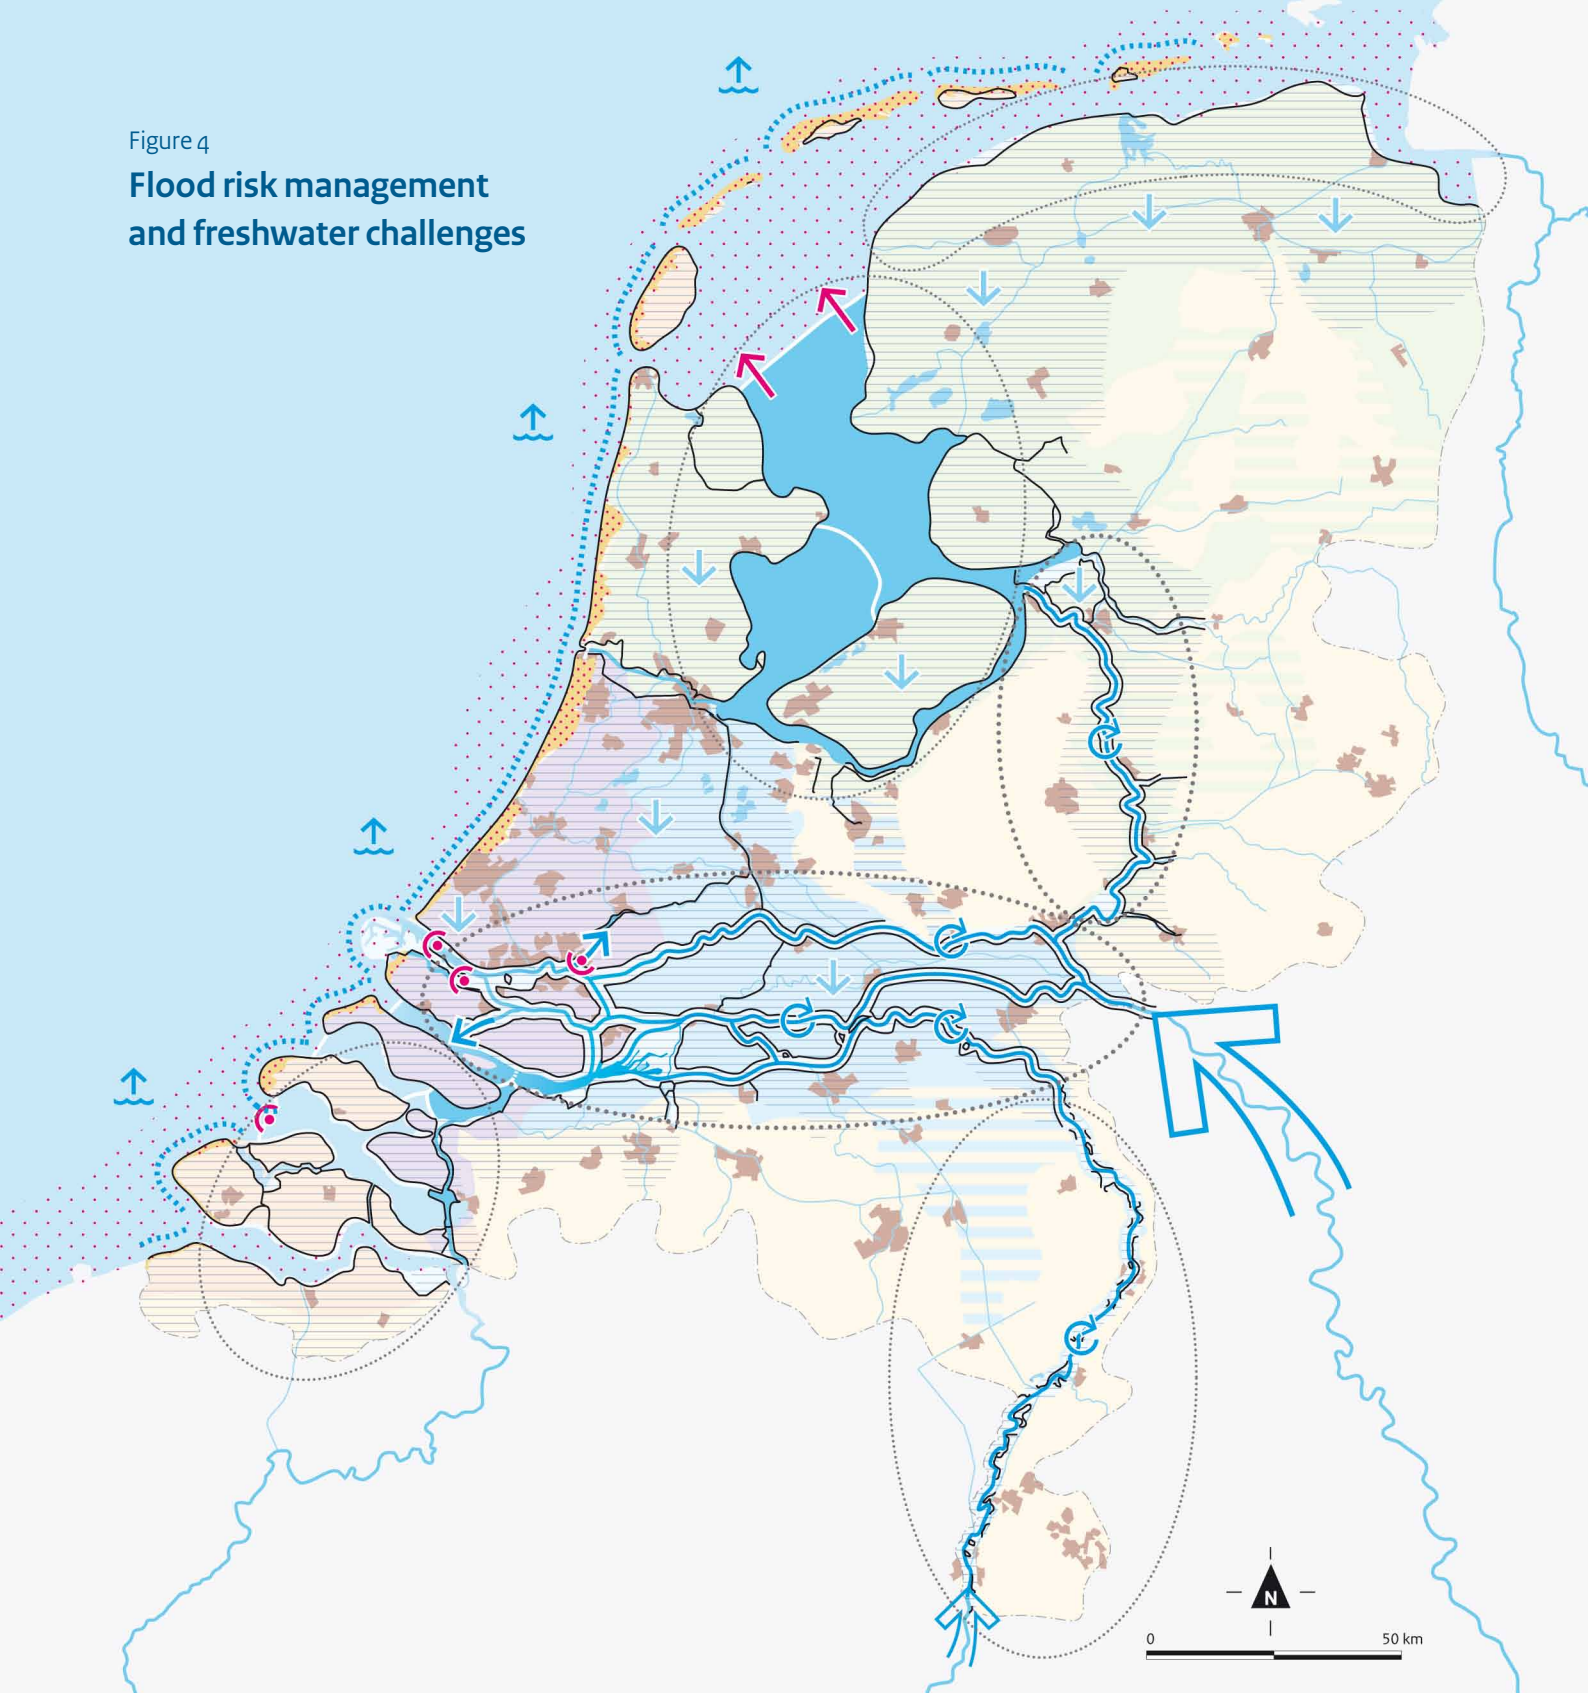 Figure 4
Flood risk management
and freshwater challenges
N
0 50 km